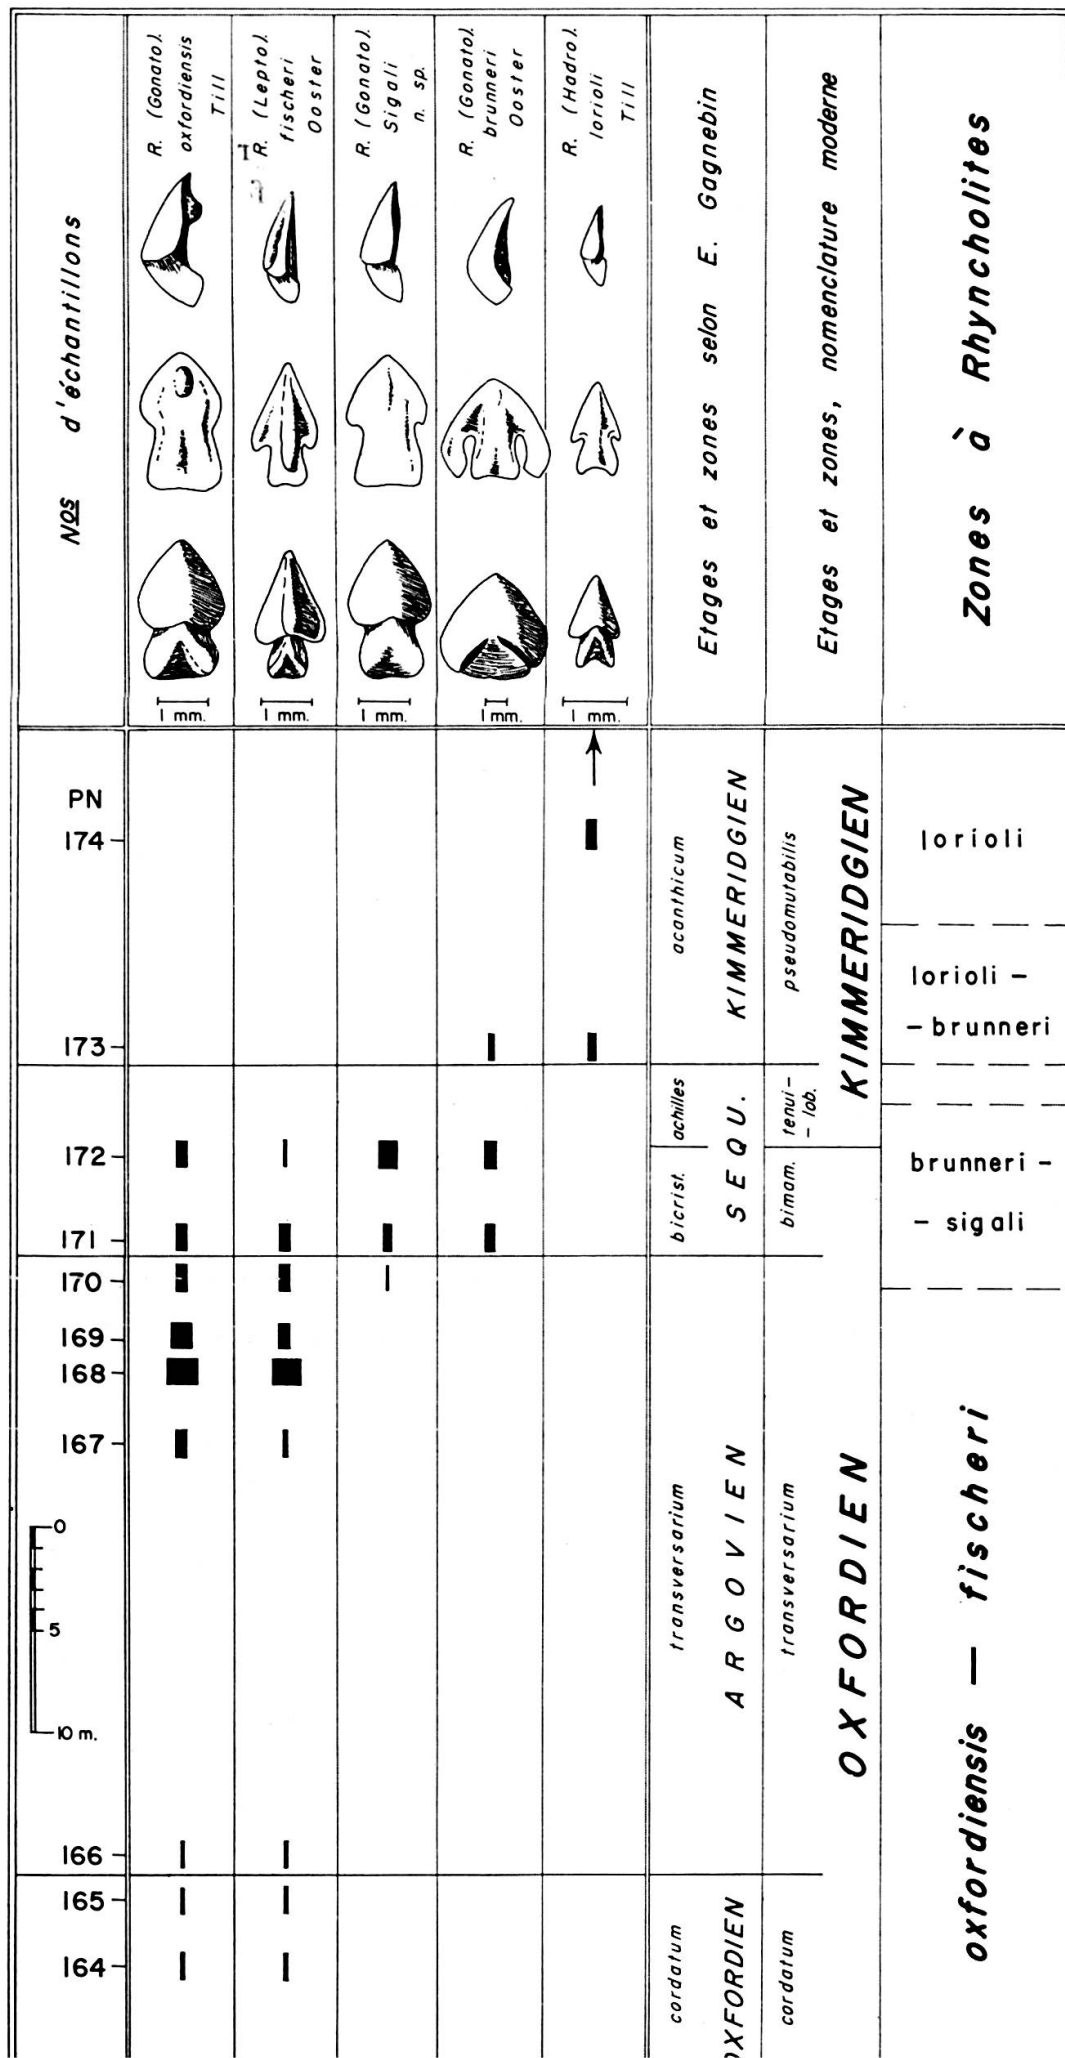 Nos d'échantillons
R. (Gonato).
oxfordiensis
Till
R. (Lepto).
fischeri
Ooster
R. (Gonato)
Sigali
n. sp.
R. (Gonato).
brunneri
Ooster
R. (Hadro).
lorioli
Till
Etages et zones selon E. Gagnebin
Etages et zones, nomenclature moderne
Zones à Rhyncholites
1 mm.
1 mm.
1 mm.
1 mm.
1 mm.
PN
174
173
172
171
170
169
168
167
0
5
10 m.
166
165
164
acanthicum
achilles
bicrist.
transversarium
cordatum
KIMMERIDGIEN
SEQU.
ARGOVIEN
OXFORDIEN
pseudomutabilis
tenui-
- lob.
bimam.
transversarium
cordatum
KIMMERIDGIEN
OXFORDIEN
lorioli
lorioli -
- brunneri
brunneri -
- sigali
oxfordiensis — fischeri